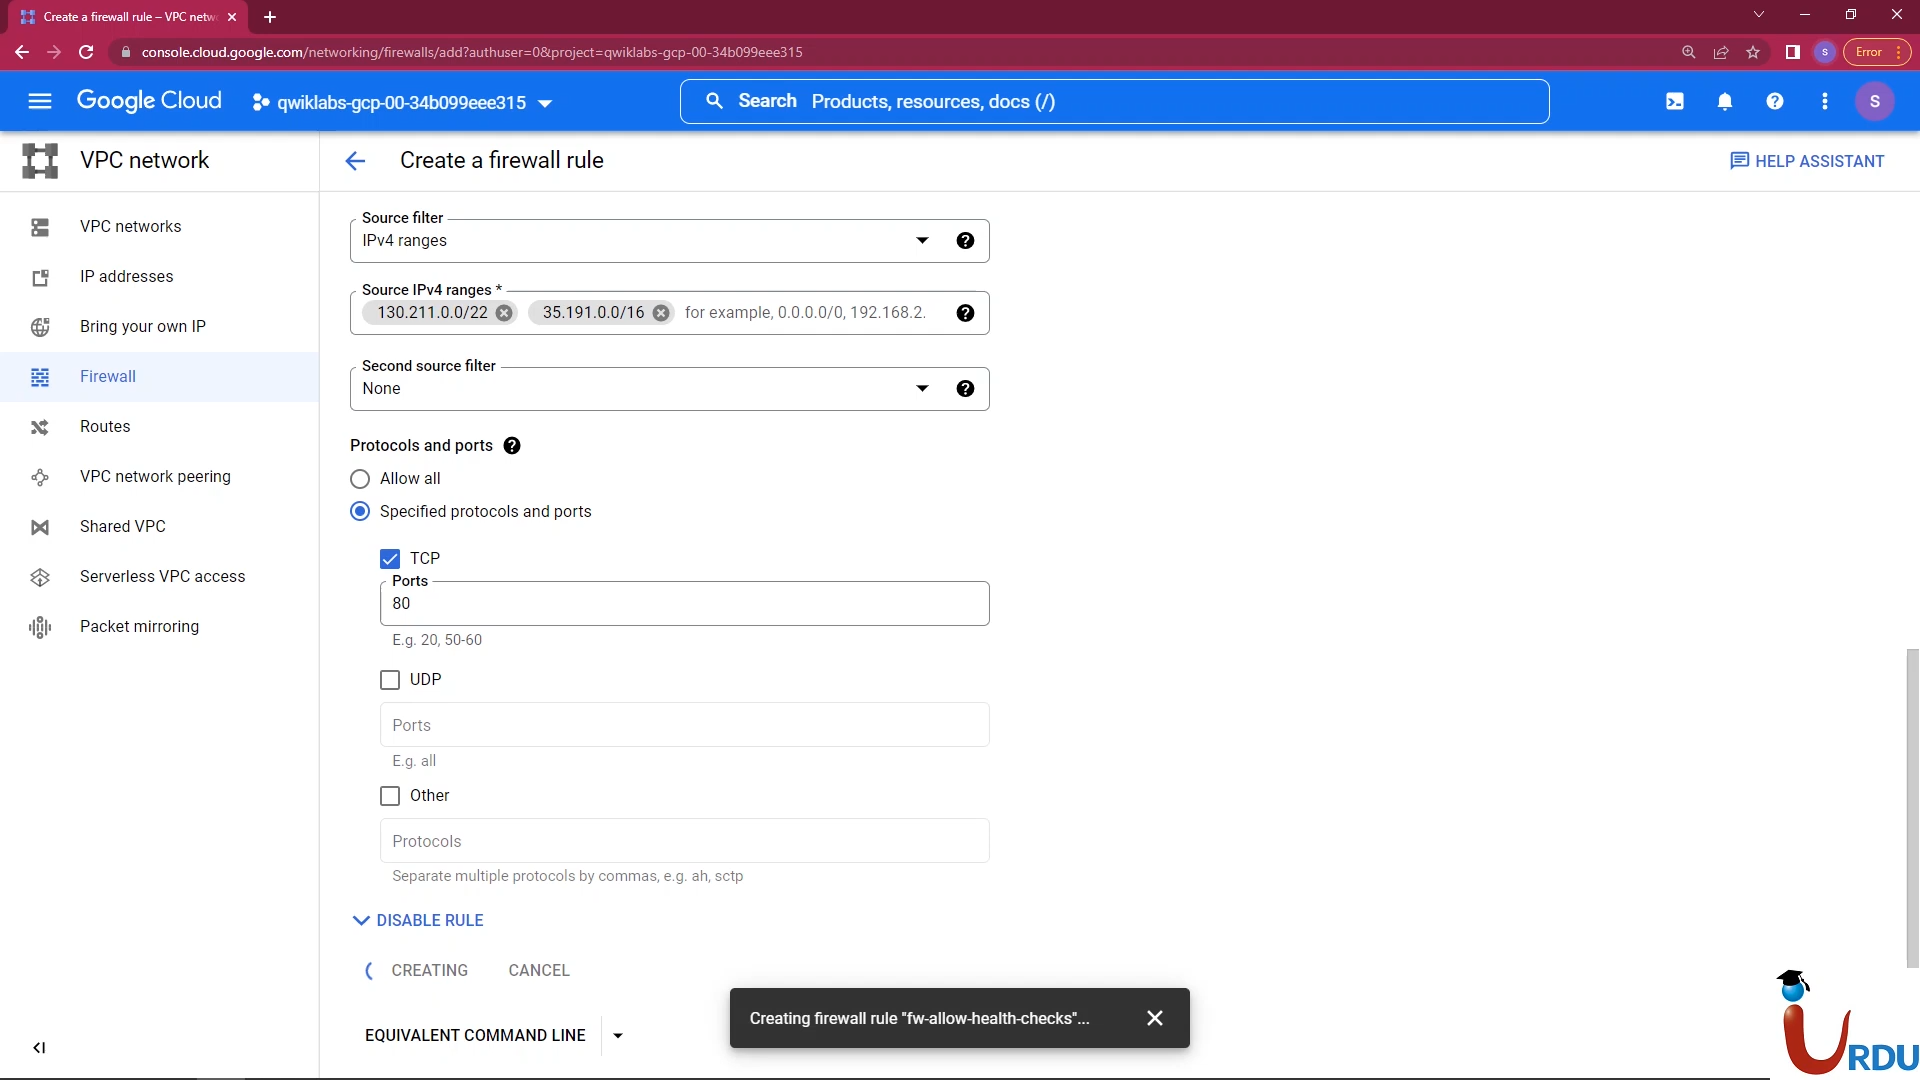 Create a firewall rule – VPC netw
console.cloud.google.com/networking/firewalls/add?authuser=0&project=qwiklabs-gcp-00-34b099eee315
S
Error
Google Cloud
qwiklabs-gcp-00-34b099eee315
Search Products, resources, docs (/)
S
VPC network
Create a firewall rule
HELP ASSISTANT
VPC networks
IP addresses
Bring your own IP
Firewall
Routes
VPC network peering
Shared VPC
Serverless VPC access
Packet mirroring
Source filter
IPv4 ranges
Source IPv4 ranges *
130.211.0.0/22
35.191.0.0/16
for example, 0.0.0.0/0, 192.168.2.
Second source filter
None
Protocols and ports
Allow all
Specified protocols and ports
TCP
Ports
80
E.g. 20, 50-60
UDP
Ports
E.g. all
Other
Protocols
Separate multiple protocols by commas, e.g. ah, sctp
DISABLE RULE
CREATING
CANCEL
EQUIVALENT COMMAND LINE
Creating firewall rule "fw-allow-health-checks"...
iURDU